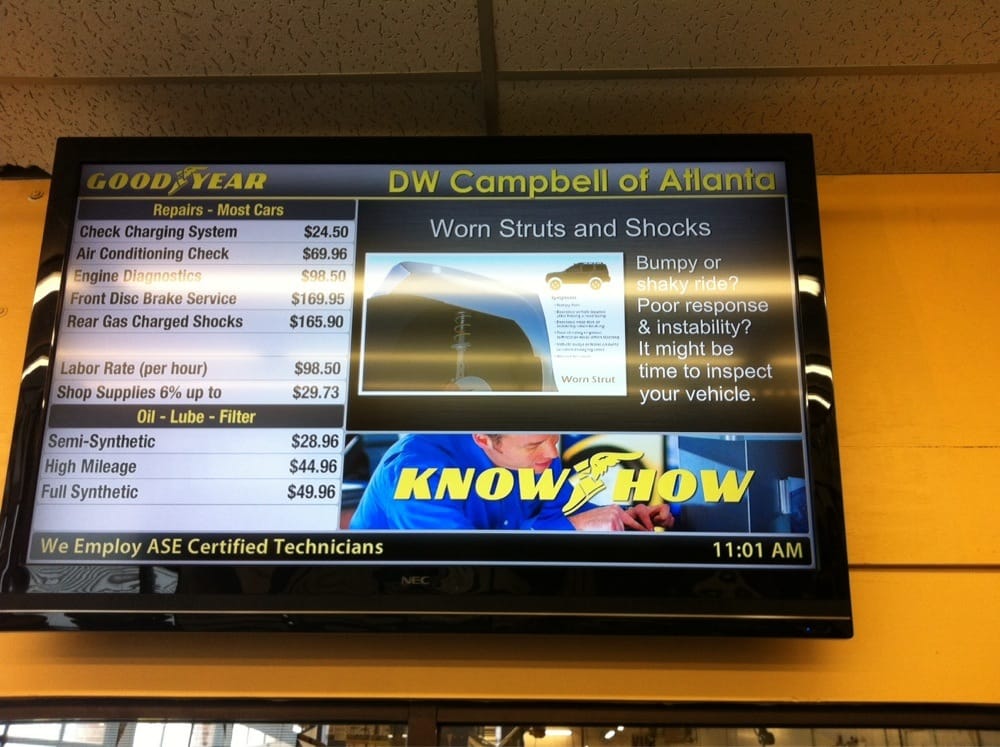 GOODYEAR
DW Campbell of Atlanta
Repairs - Most Cars
Check Charging System $24.50
Air Conditioning Check $69.96
Engine Diagnostics $98.50
Front Disc Brake Service $169.95
Rear Gas Charged Shocks $165.90
Labor Rate (per hour) $98.50
Shop Supplies 6% up to $29.73
Oil - Lube - Filter
Semi-Synthetic $28.96
High Mileage $44.96
Full Synthetic $49.96
Worn Struts and Shocks
Worn Strut
Bumpy or
shaky ride?
Poor response
& instability?
It might be
time to inspect
your vehicle.
KNOW HOW
We Employ ASE Certified Technicians
11:01 AM
NEC